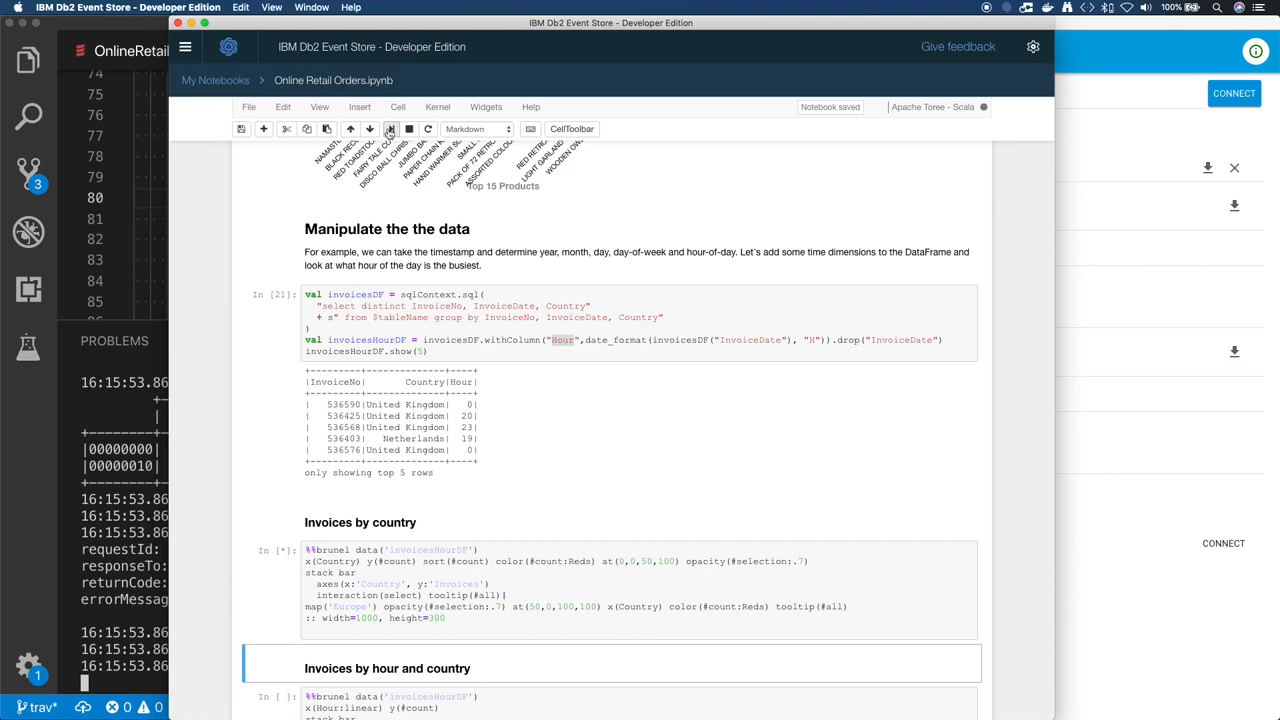 Edit View Window Help
100%
IBM Db2 Event Store - Developer Edition
IBM Db2 Event Store - Developer Edition
Give feedback
My Notebooks > Online Retail Orders.ipynb
File Edit View Insert Cell Kernel Widgets Help
Notebook saved
Apache Toree - Scala
Markdown
CellToolbar
Top 15 Products
Manipulate the the data
For example, we can take the timestamp and determine year, month, day, day-of-week and hour-of-day. Let's add some time dimensions to the DataFrame and
look at what hour of the day is the busiest.
In [21]:
val invoicesDF = sqlContext.sql(
"select distinct InvoiceNo, InvoiceDate, Country"
+ s" from $tableName group by InvoiceNo, InvoiceDate, Country"
)
val invoicesHourDF = invoicesDF.withColumn("Hour",date_format(invoicesDF("InvoiceDate"), "H")).drop("InvoiceDate")
invoicesHourDF.show(5)
+---------+--------------+----+
|InvoiceNo|       Country|Hour|
+---------+--------------+----+
|   536590|United Kingdom|   0|
|   536425|United Kingdom|  20|
|   536568|United Kingdom|  23|
|   536403|   Netherlands|  19|
|   536576|United Kingdom|   0|
+---------+--------------+----+
only showing top 5 rows
Invoices by country
In [*]:
%%brunel data('invoicesHourDF')
x(Country) y(#count) sort(#count) color(#count:Reds) at(0,0,50,100) opacity(#selection:.7)
stack bar
axes(x:'Country', y:'Invoices')
interaction(select) tooltip(#all)|
map('Europe') opacity(#selection:.7) at(50,0,100,100) x(Country) color(#count:Reds) tooltip(#all)
:: width=1000, height=300
Invoices by hour and country
In [ ]:
%%brunel data('invoicesHourDF')
x(Hour:linear) y(#count)
stack bar
OnlineRetail
74
75
76
77
78
79
80
81
82
83
84
85
3
PROBLEMS
16:15:53.86
|00000000|
|00000010|
16:15:53.86
16:15:53.86
16:15:53.86
requestId:
responseTo:
returnCode:
errorMessag
16:15:53.86
16:15:53.86
16:15:53.86
1
trav*
0 0
CONNECT
CONNECT